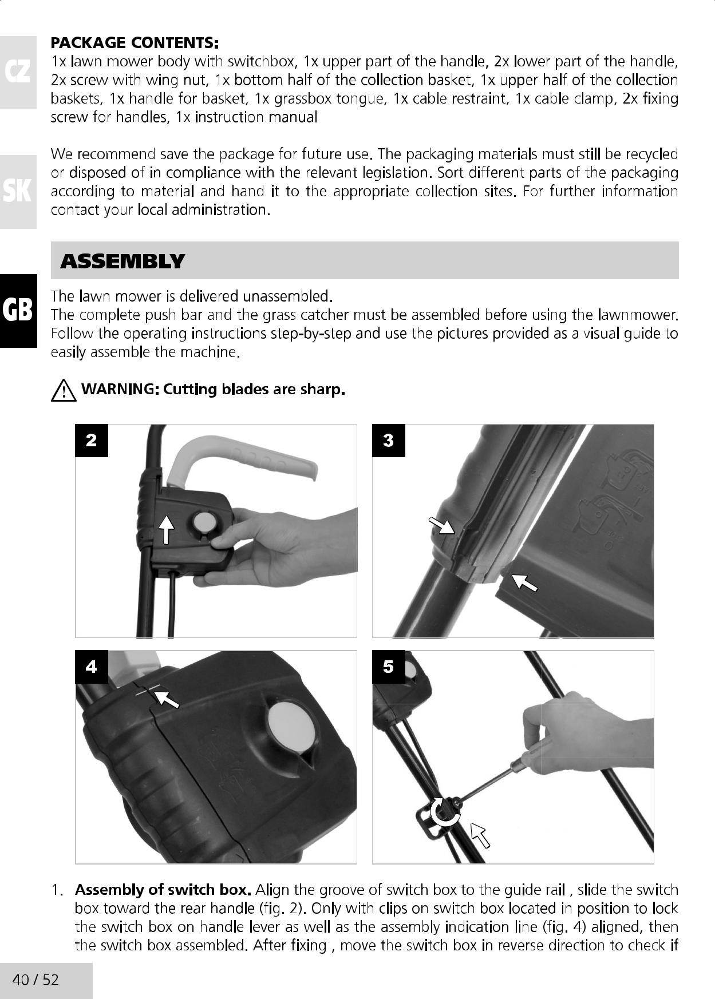 PACKAGE CONTENTS:
1x lawn mower body with switchbox, 1x upper part of the handle, 2x lower part of the handle,
2x screw with wing nut, 1x bottom half of the collection basket, 1x upper half of the collection
baskets, 1x handle for basket, 1x grassbox tongue, 1x cable restraint, 1x cable clamp, 2x fixing
screw for handles, 1x instruction manual
CZ
We recommend save the package for future use. The packaging materials must still be recycled
or disposed of in compliance with the relevant legislation. Sort different parts of the packaging
according to material and hand it to the appropriate collection sites. For further information
contact your local administration.
SK
ASSEMBLY
The lawn mower is delivered unassembled.
The complete push bar and the grass catcher must be assembled before using the lawnmower.
Follow the operating instructions step-by-step and use the pictures provided as a visual guide to
easily assemble the machine.
GB
WARNING: Cutting blades are sharp.
2
3
4
5
1. Assembly of switch box. Align the groove of switch box to the guide rail , slide the switch
box toward the rear handle (fig. 2). Only with clips on switch box located in position to lock
the switch box on handle lever as well as the assembly indication line (fig. 4) aligned, then
the switch box assembled. After fixing , move the switch box in reverse direction to check if
40 / 52